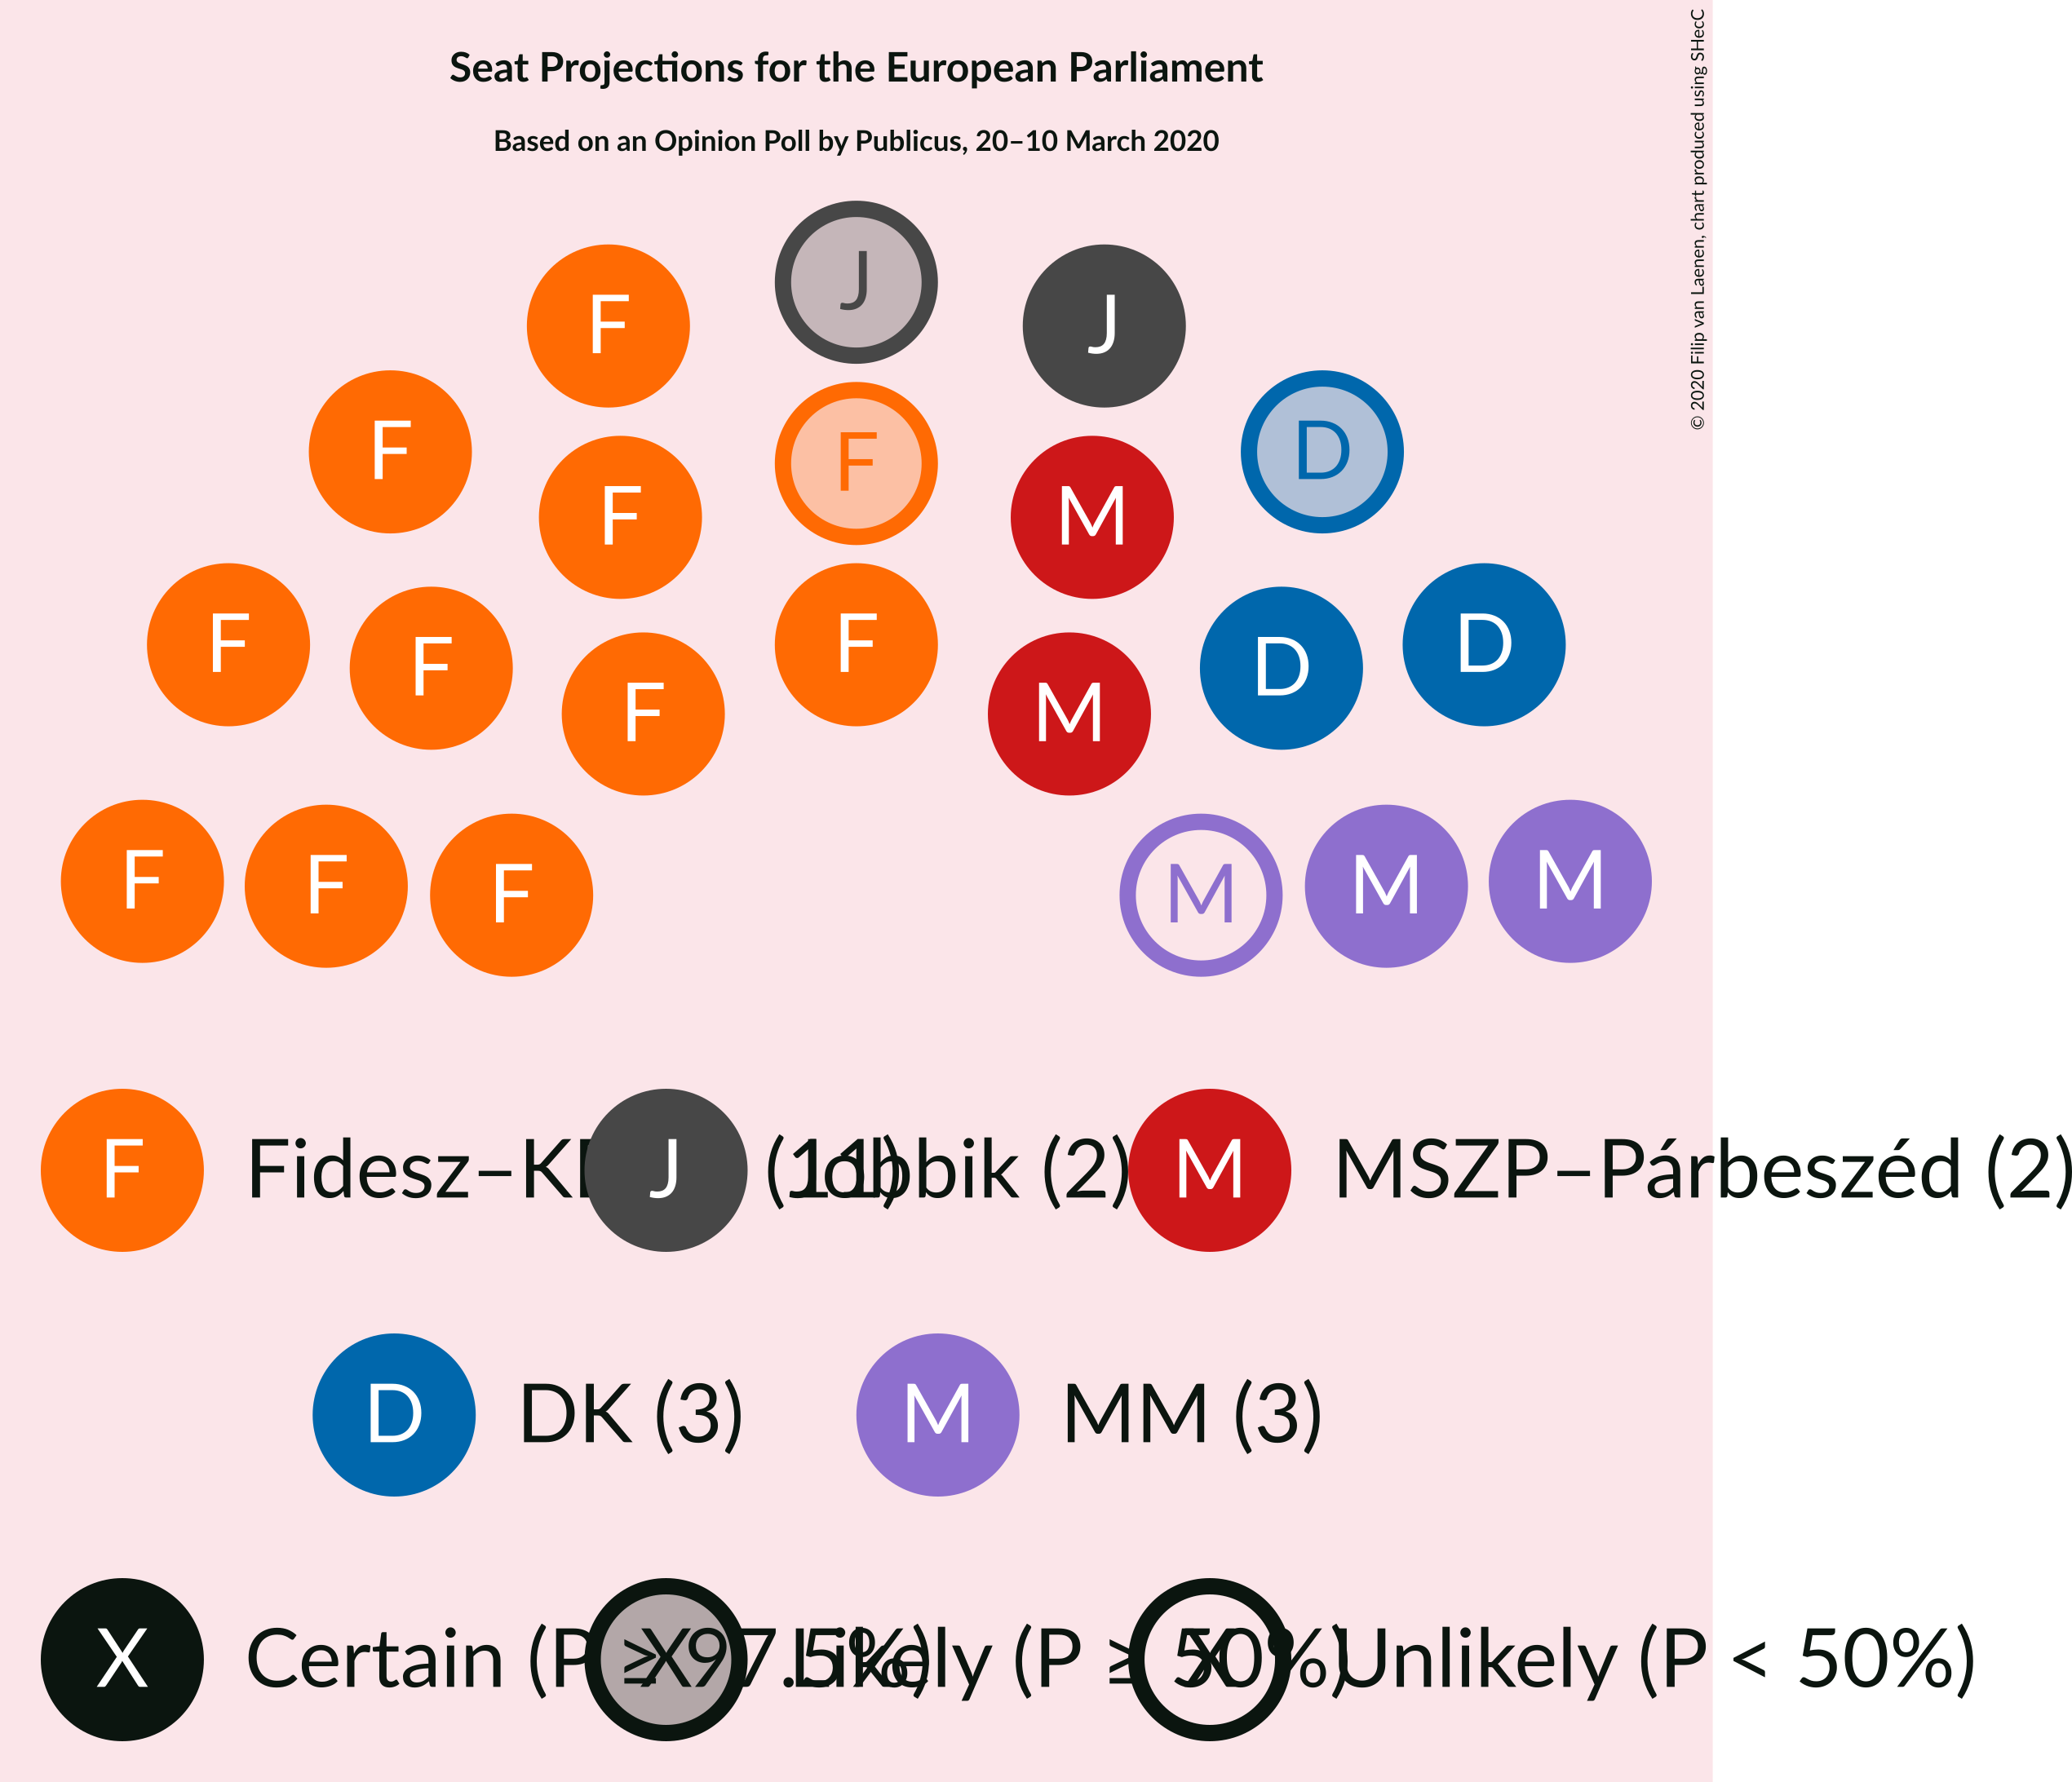 Seat Projections for the European Parliament
Based on an Opinion Poll by Publicus, 20–10 March 2020
© 2020 Filip van Laenen, chart produced using SHecC
J
F J
F D
F F M
F F D
F F D
F M
F M M
F F M
F Fidesz–K J (11) Jobbik (2) M MSZP–Párbeszéd (2)
D DK (3) M MM (3)
X Certain (P ≥ 97.5%) X Likely (P ≥ 50%) X Unlikely (P < 50%)